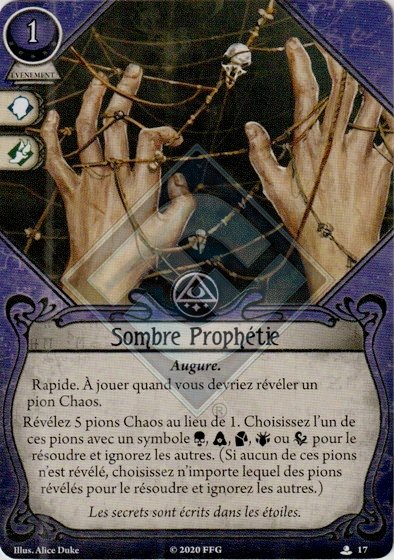 1
ÉVÉNEMENT
Sombre Prophétie
Augure.
Rapide. À jouer quand vous devriez révéler un
pion Chaos.
Révélez 5 pions Chaos au lieu de 1. Choisissez l'un de
ces pions avec un symbole , , , ou pour le
résoudre et ignorez les autres. (Si aucun de ces pions
n'est révélé, choisissez n'importe lequel des pions
révélés pour le résoudre et ignorez les autres.)
Les secrets sont écrits dans les étoiles.
Illus. Alice Duke © 2020 FFG 17
®